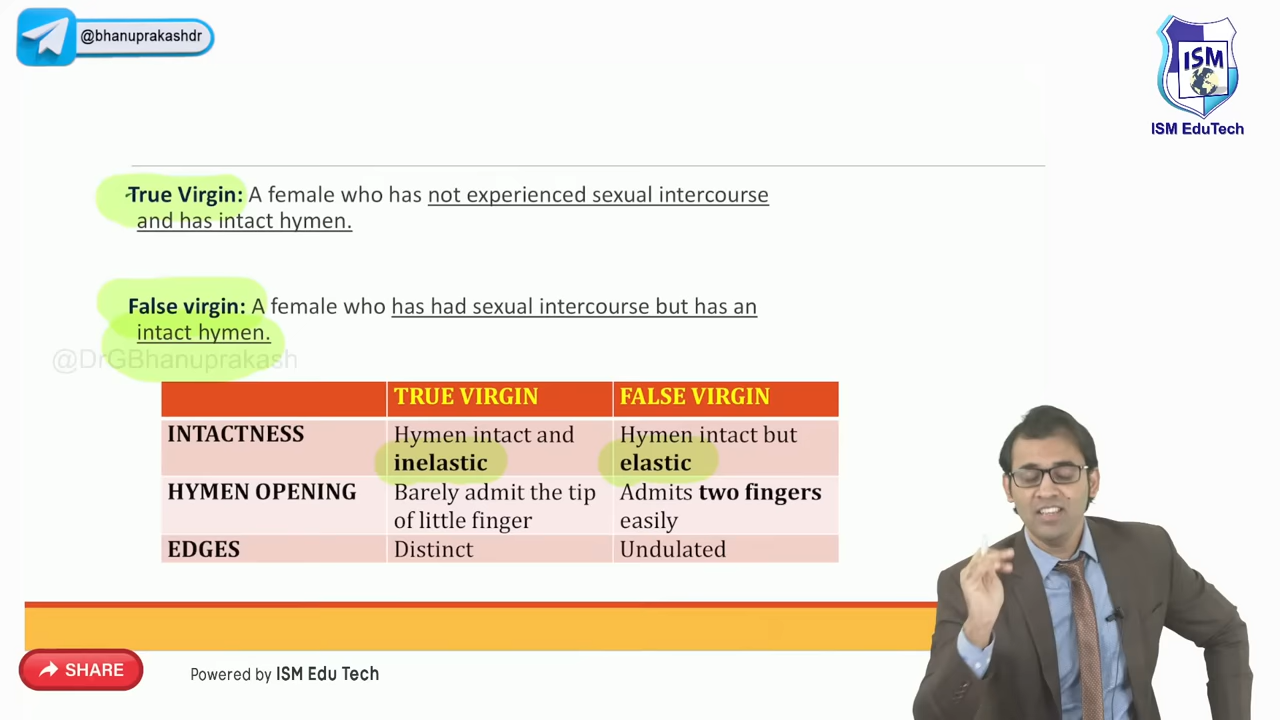 @bhanuprakashdr
ISM
ISM EduTech
True Virgin: A female who has not experienced sexual intercourse
and has intact hymen.
False virgin: A female who has had sexual intercourse but has an
intact hymen.
@DrGBhanuprakash
TRUE VIRGIN FALSE VIRGIN
INTACTNESS Hymen intact and Hymen intact but
inelastic elastic
HYMEN OPENING Barely admit the tip Admits two fingers
of little finger easily
EDGES Distinct Undulated
SHARE
Powered by ISM Edu Tech